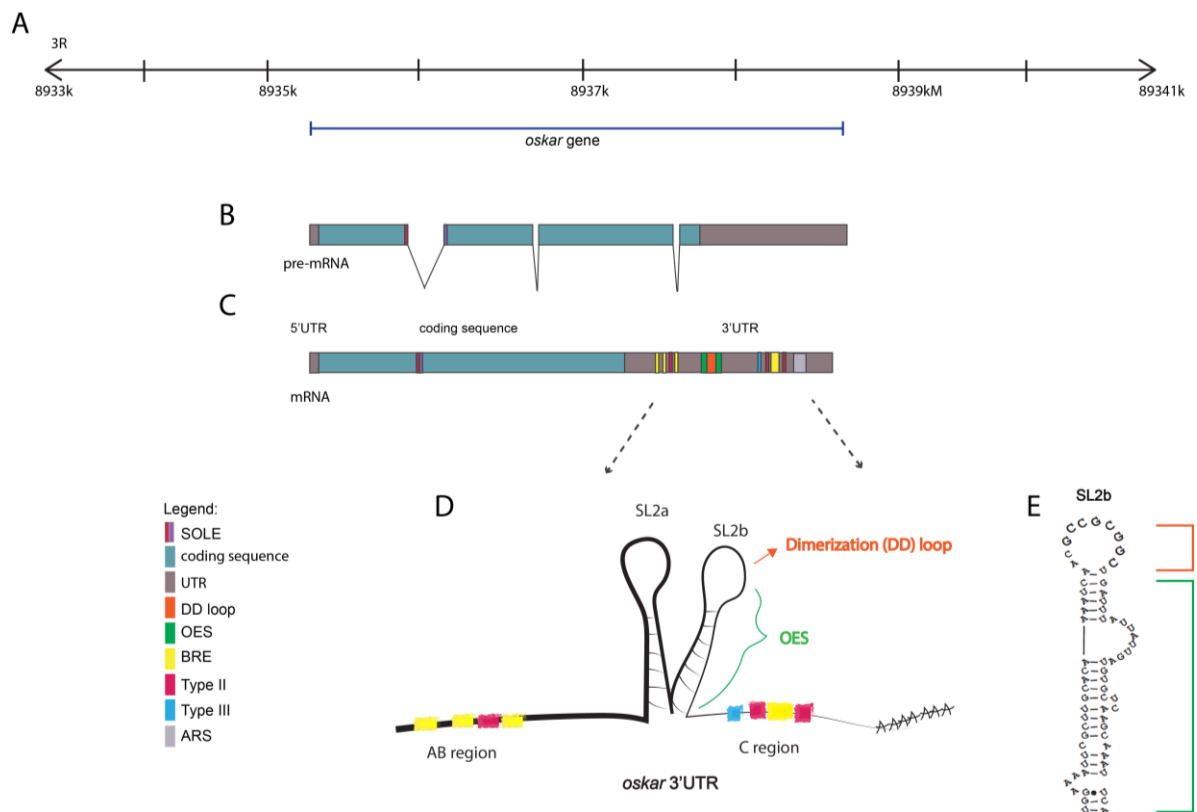 A
3R
8933k
8935k
8937k
8939kM
89341k
oskar gene
B
pre-mRNA
C
5'UTR
coding sequence
3'UTR
mRNA
Legend:
SOLE
coding sequence
UTR
DD loop
OES
BRE
Type II
Type III
ARS
D
SL2a
SL2b
Dimerization (DD) loop
OES
AB region
C region
AAAAAAA
oskar 3'UTR
E
SL2b